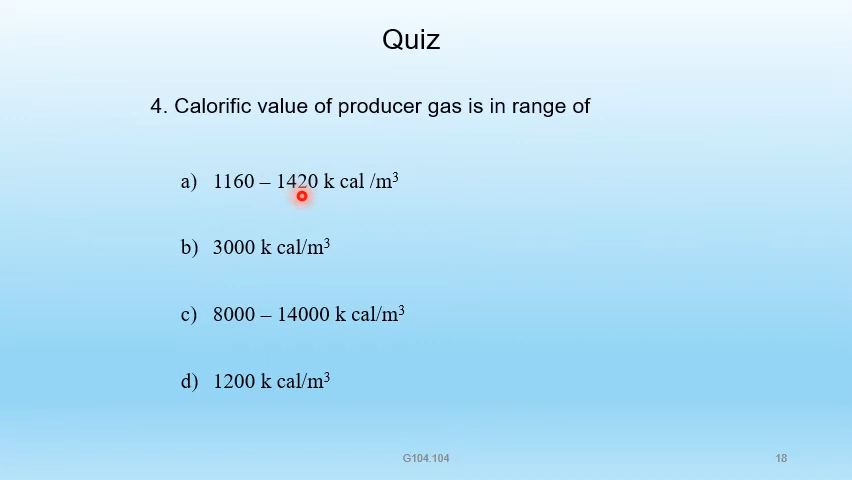 Quiz
4. Calorific value of producer gas is in range of
a) 1160 – 1420 k cal /m³
b) 3000 k cal/m³
c) 8000 – 14000 k cal/m³
d) 1200 k cal/m³
G104.104
18